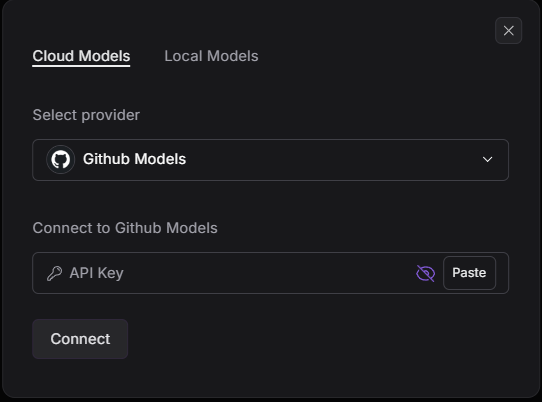 Cloud Models Local Models
Select provider
Github Models
Connect to Github Models
API Key Paste
Connect